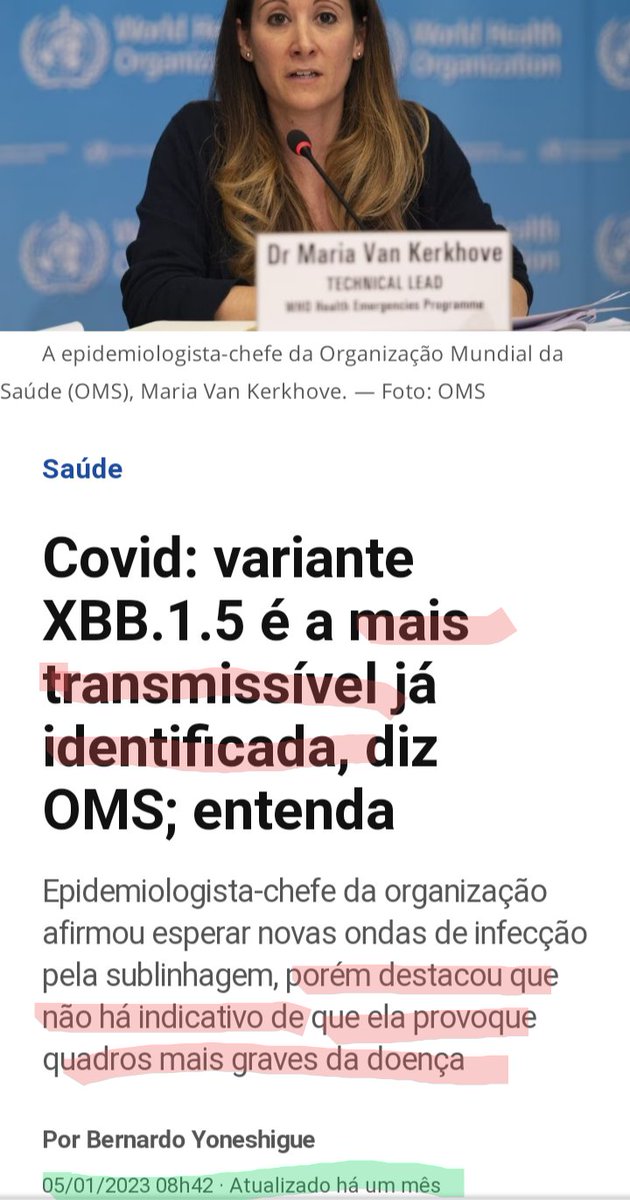 World Health
Organization
World Health
Organization
Dr Maria Van Kerkhove
TECHNICAL LEAD
WHO Health Emergencies Programme
A epidemiologista-chefe da Organização Mundial da
Saúde (OMS), Maria Van Kerkhove. — Foto: OMS
Saúde
Covid: variante
XBB.1.5 é a mais
transmissível já
identificada, diz
OMS; entenda
Epidemiologista-chefe da organização
afirmou esperar novas ondas de infecção
pela sublinhagem, porém destacou que
não há indicativo de que ela provoque
quadros mais graves da doença
Por Bernardo Yoneshigue
05/01/2023 08h42 · Atualizado há um mês